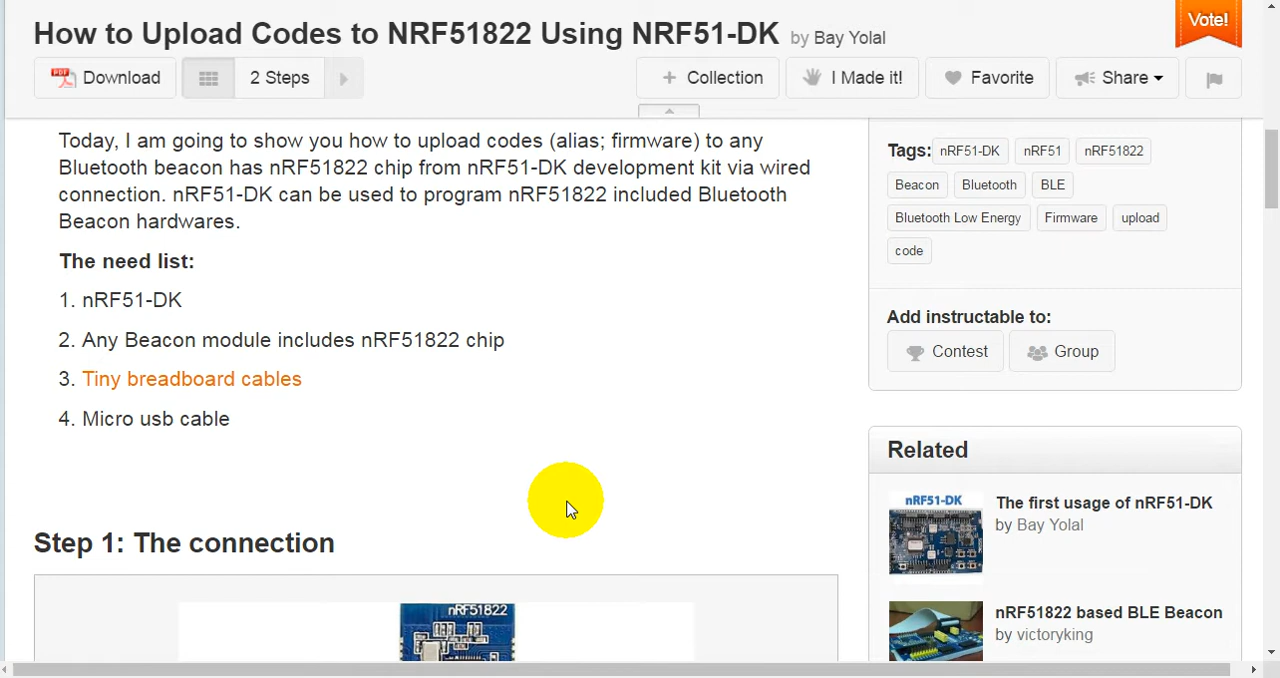 How to Upload Codes to NRF51822 Using NRF51-DK by Bay Yolal
Vote!
PDF Download
2 Steps
+ Collection
I Made it!
Favorite
Share
Today, I am going to show you how to upload codes (alias; firmware) to any
Bluetooth beacon has nRF51822 chip from nRF51-DK development kit via wired
connection. nRF51-DK can be used to program nRF51822 included Bluetooth
Beacon hardwares.
The need list:
1. nRF51-DK
2. Any Beacon module includes nRF51822 chip
3. Tiny breadboard cables
4. Micro usb cable
Step 1: The connection
nRF51822
Tags: nRF51-DK nRF51 nRF51822
Beacon Bluetooth BLE
Bluetooth Low Energy Firmware upload
code
Add instructable to:
Contest Group
Related
nRF51-DK
The first usage of nRF51-DK
by Bay Yolal
nRF51822 based BLE Beacon
by victoryking